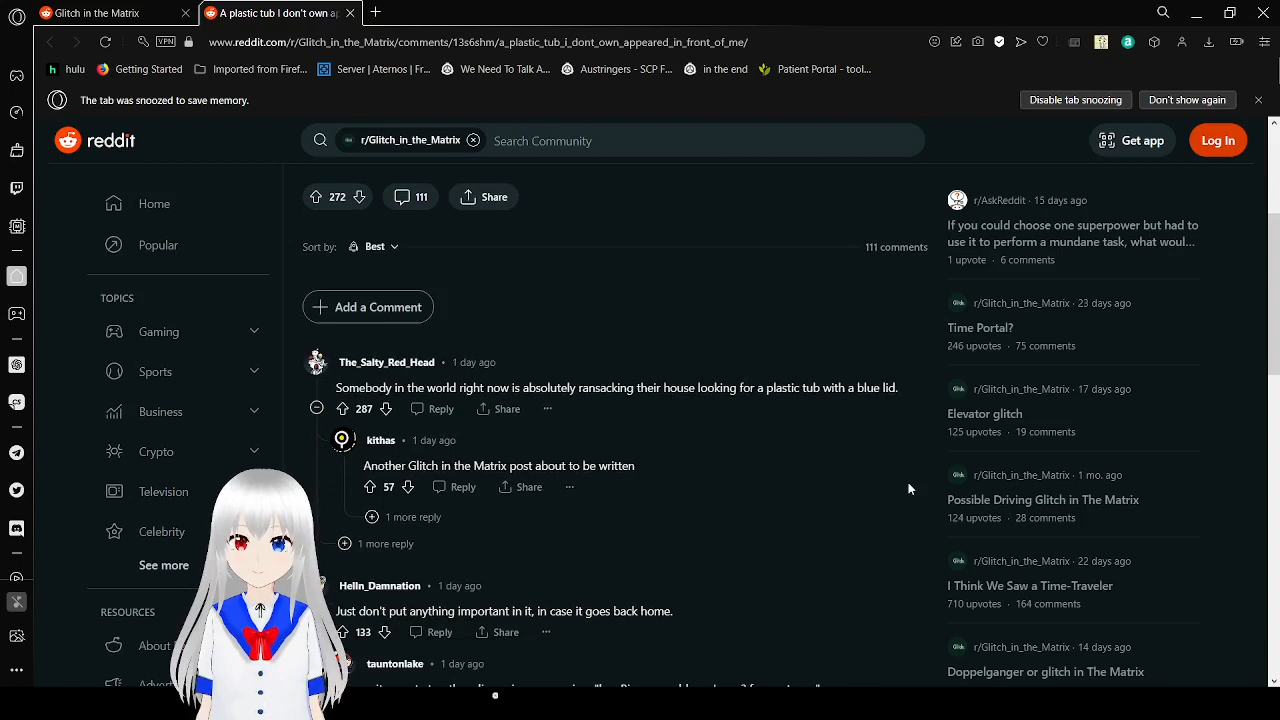 Glitch in the Matrix
A plastic tub I don't own ap
VPN
www.reddit.com/r/Glitch_in_the_Matrix/comments/13s6shm/a_plastic_tub_i_dont_own_appeared_in_front_of_me/
hulu
Getting Started
Imported from Firef...
Server | Aternos | Fr...
We Need To Talk A...
Austringers - SCP F...
in the end
Patient Portal - tool...
The tab was snoozed to save memory.
Disable tab snoozing
Don't show again
reddit
r/Glitch_in_the_Matrix
Search Community
Get app
Log In
Home
Popular
TOPICS
Gaming
Sports
Business
Crypto
Television
Celebrity
See more
RESOURCES
About
272
111
Share
Sort by:
Best
111 comments
Add a Comment
The_Salty_Red_Head • 1 day ago
Somebody in the world right now is absolutely ransacking their house looking for a plastic tub with a blue lid.
287
Reply
Share
kithas • 1 day ago
Another Glitch in the Matrix post about to be written
57
Reply
Share
1 more reply
1 more reply
Helln_Damnation • 1 day ago
Just don't put anything important in it, in case it goes back home.
133
Reply
Share
tauntonlake • 1 day ago
r/AskReddit · 15 days ago
If you could choose one superpower but had to
use it to perform a mundane task, what woul...
1 upvote · 6 comments
r/Glitch_in_the_Matrix · 23 days ago
Time Portal?
246 upvotes · 75 comments
r/Glitch_in_the_Matrix · 17 days ago
Elevator glitch
125 upvotes · 19 comments
r/Glitch_in_the_Matrix · 1 mo. ago
Possible Driving Glitch in The Matrix
124 upvotes · 28 comments
r/Glitch_in_the_Matrix · 22 days ago
I Think We Saw a Time-Traveler
710 upvotes · 164 comments
r/Glitch_in_the_Matrix · 14 days ago
Doppelganger or glitch in The Matrix